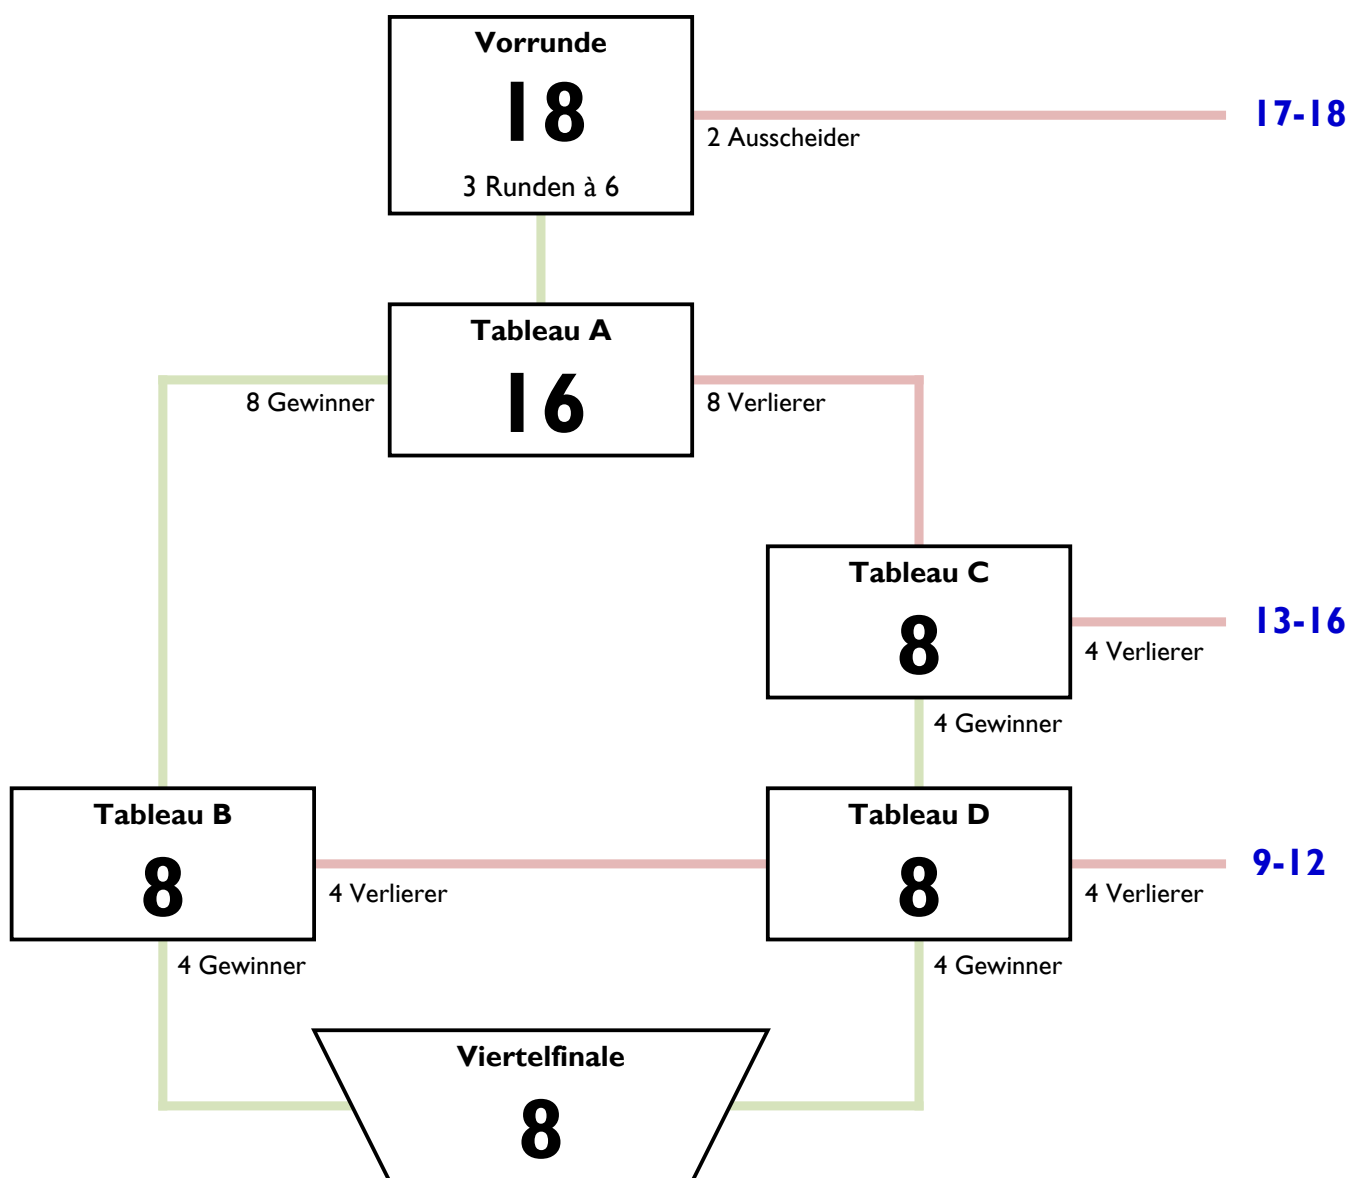 Vorrunde
18
3 Runden à 6
2 Ausscheider
17-18
Tableau A
16
8 Gewinner
8 Verlierer
Tableau C
8
4 Verlierer
13-16
4 Gewinner
Tableau B
8
4 Verlierer
4 Gewinner
Tableau D
8
4 Verlierer
9-12
4 Gewinner
Viertelfinale
8